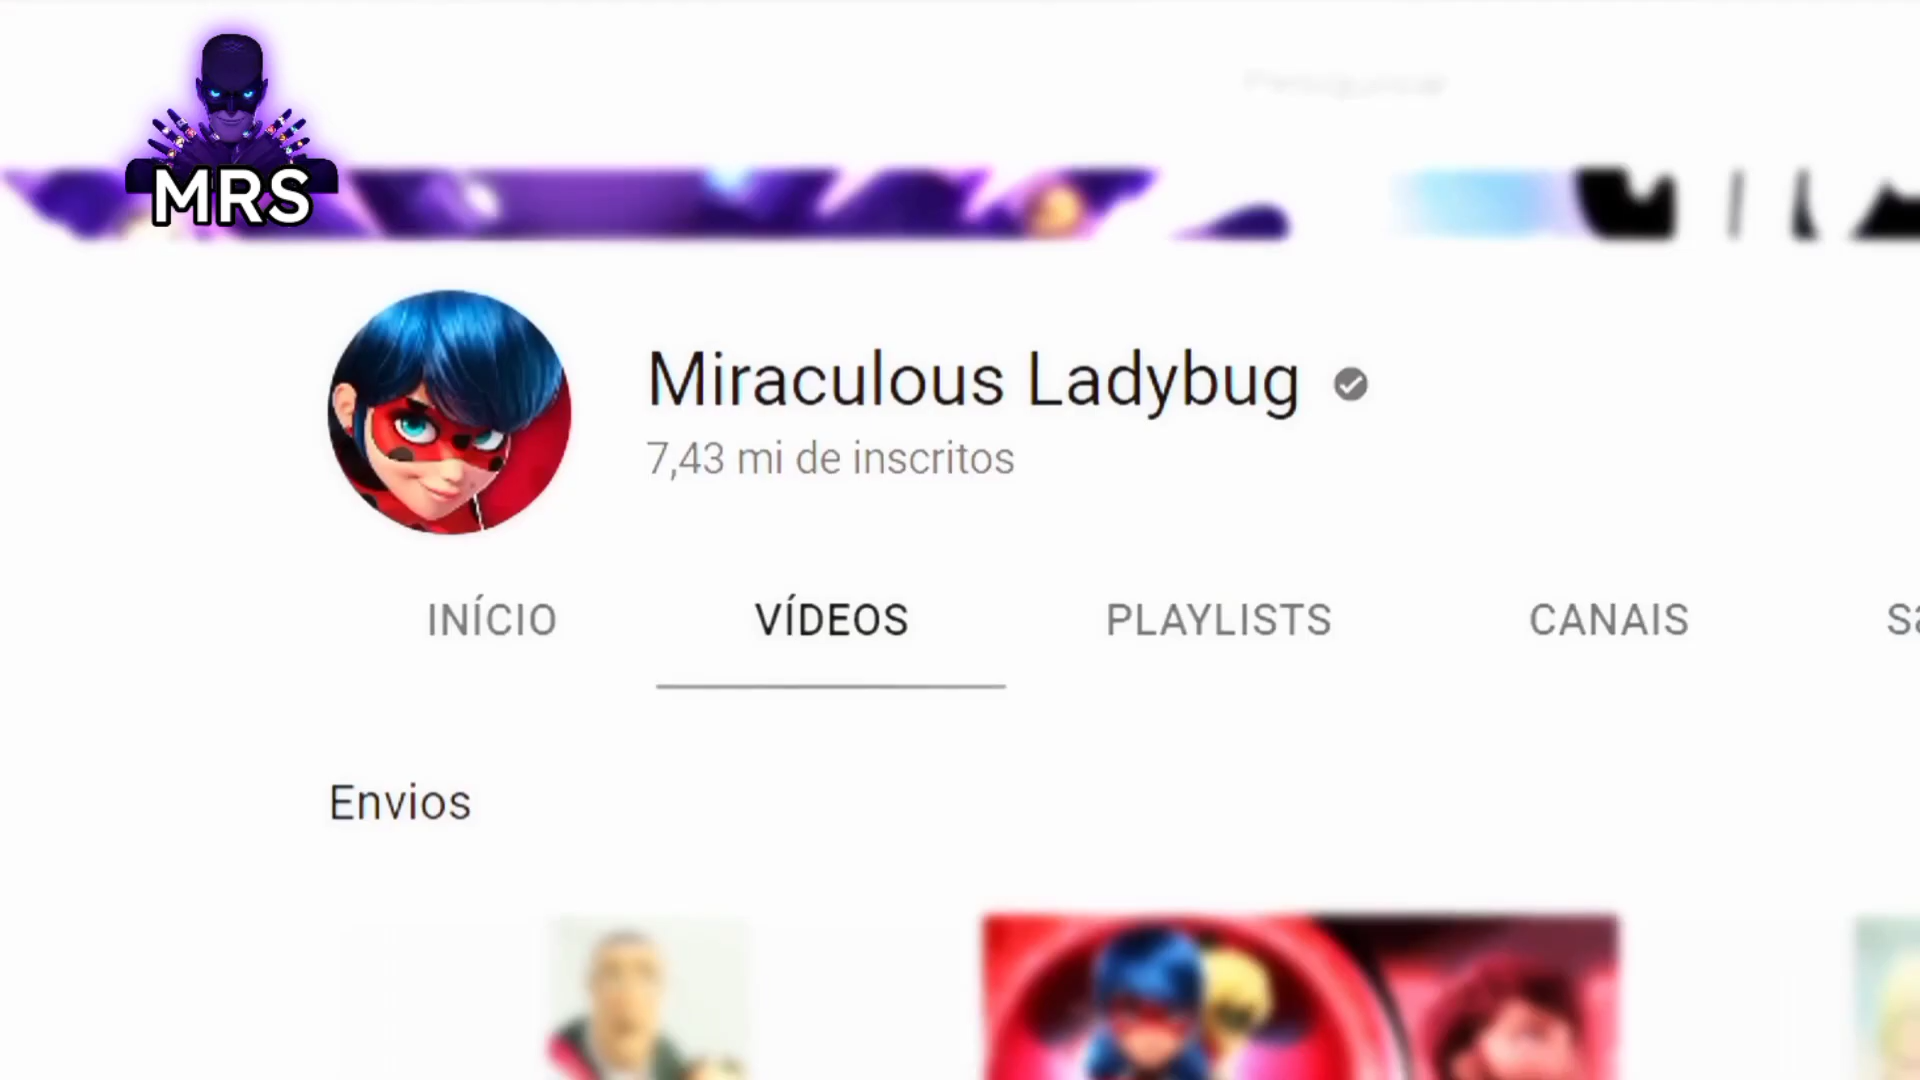 MRS
Miraculous Ladybug
7,43 mi de inscritos
INÍCIO VÍDEOS PLAYLISTS CANAIS
Envios